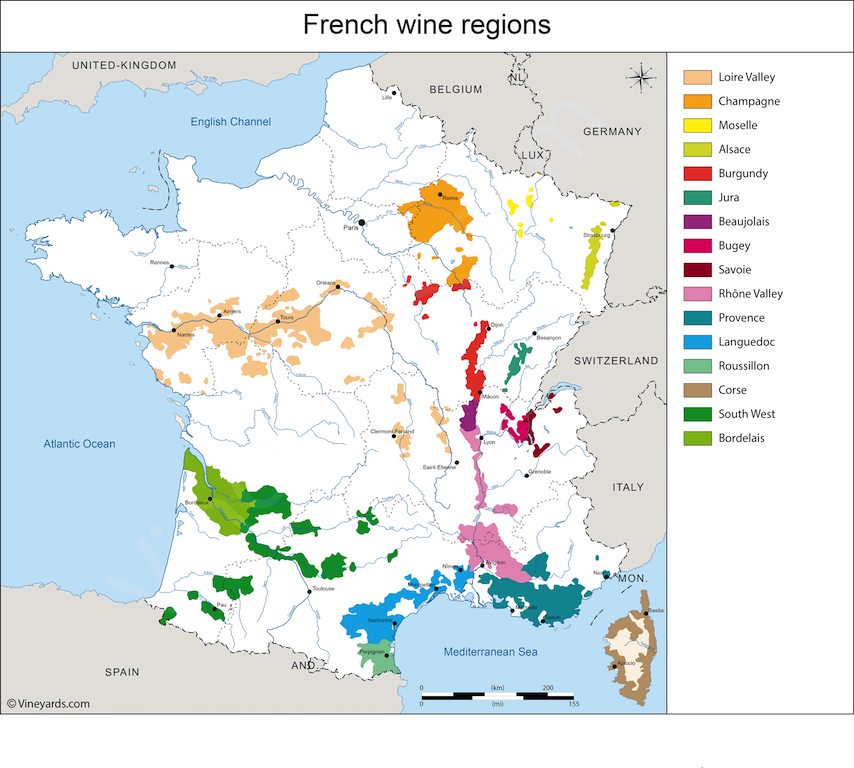 French wine regions
UNITED-KINGDOM
BELGIUM
NL.
GERMANY
LUX.
English Channel
Lille
Reims
Paris
Strasbourg
Rennes
Orléans
Angers
Tours
Nantes
Dijon
Besançon
SWITZERLAND
Mâcon
Atlantic Ocean
Clermont-Ferrand
Lyon
Saint-Etienne
Grenoble
ITALY
Bordeaux
Avignon
Nîmes
Nice
MON.
Montpellier
Toulouse
Pau
Marseille
Toulon
Narbonne
Bastia
Perpignan
Mediterranean Sea
Ajaccio
SPAIN
AND.
0 (km) 200
0 (mi) 155
© Vineyards.com
Loire Valley
Champagne
Moselle
Alsace
Burgundy
Jura
Beaujolais
Bugey
Savoie
Rhône Valley
Provence
Languedoc
Roussillon
Corse
South West
Bordelais